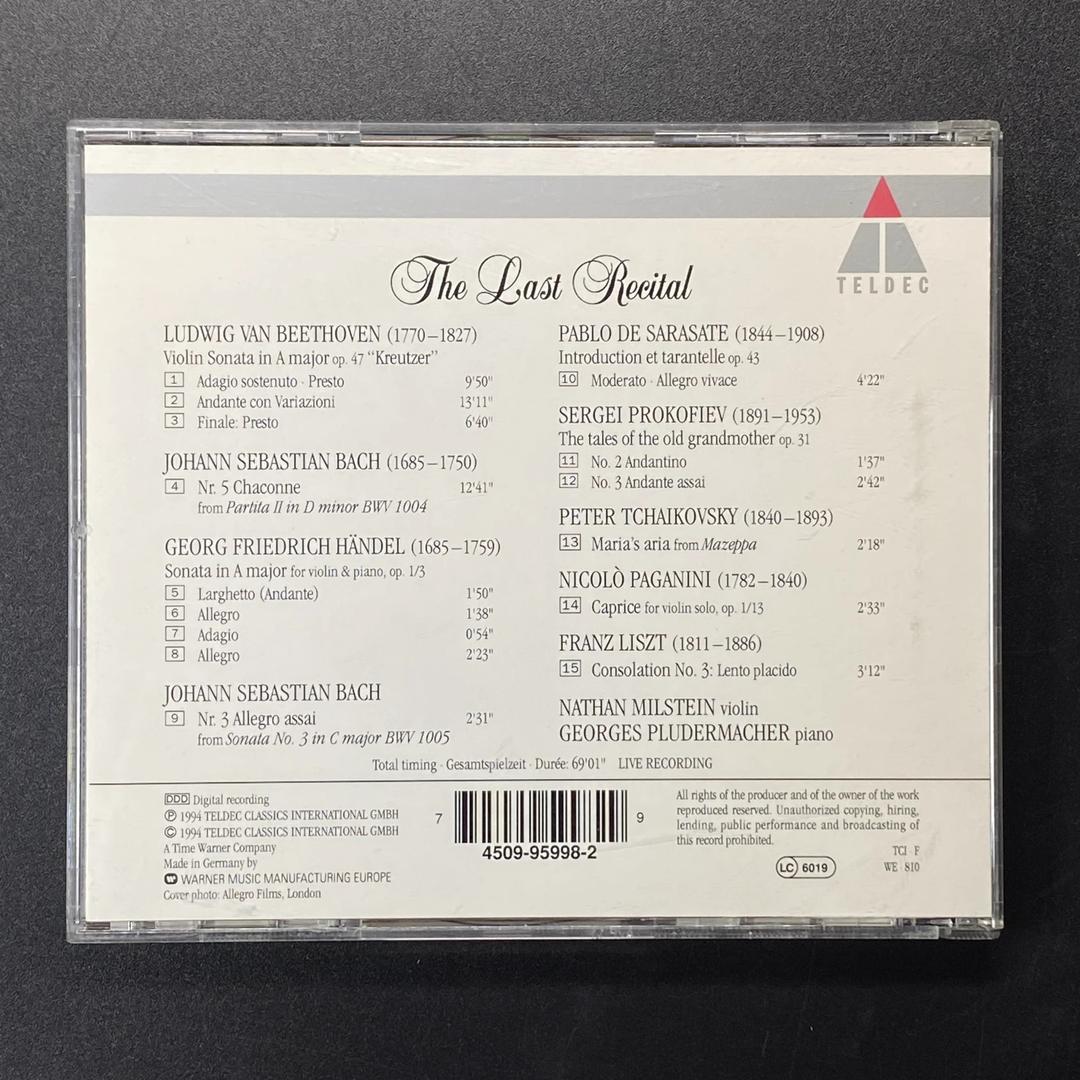 TELDEC
The Last Recital
LUDWIG VAN BEETHOVEN (1770–1827)
Violin Sonata in A major op. 47 “Kreutzer”
1 Adagio sostenuto · Presto 9'50"
2 Andante con Variazioni 13'11"
3 Finale: Presto 6'40"
JOHANN SEBASTIAN BACH (1685–1750)
4 Nr. 5 Chaconne 12'41"
from Partita II in D minor BWV 1004
GEORG FRIEDRICH HÄNDEL (1685–1759)
Sonata in A major for violin & piano, op. 1/3
5 Larghetto (Andante) 1'50"
6 Allegro 1'38"
7 Adagio 0'54"
8 Allegro 2'23"
JOHANN SEBASTIAN BACH
9 Nr. 3 Allegro assai 2'31"
from Sonata No. 3 in C major BWV 1005
PABLO DE SARASATE (1844–1908)
Introduction et tarantelle op. 43
10 Moderato · Allegro vivace 4'22"
SERGEI PROKOFIEV (1891–1953)
The tales of the old grandmother op. 31
11 No. 2 Andantino 1'37"
12 No. 3 Andante assai 2'42"
PETER TCHAIKOVSKY (1840–1893)
13 Maria's aria from Mazeppa 2'18"
NICOLÒ PAGANINI (1782–1840)
14 Caprice for violin solo, op. 1/13 2'33"
FRANZ LISZT (1811–1886)
15 Consolation No. 3: Lento placido 3'12"
NATHAN MILSTEIN violin
GEORGES PLUDERMACHER piano
Total timing · Gesamtspielzeit · Durée: 69'01" LIVE RECORDING
DDD Digital recording
℗ 1994 TELDEC CLASSICS INTERNATIONAL GMBH
© 1994 TELDEC CLASSICS INTERNATIONAL GMBH
A Time Warner Company
Made in Germany by
WARNER MUSIC MANUFACTURING EUROPE
Cover photo: Allegro Films, London
7 9
4509-95998-2
All rights of the producer and of the owner of the work
reproduced reserved. Unauthorized copying, hiring,
lending, public performance and broadcasting of
this record prohibited.
TCI F
LC 6019 WE 810